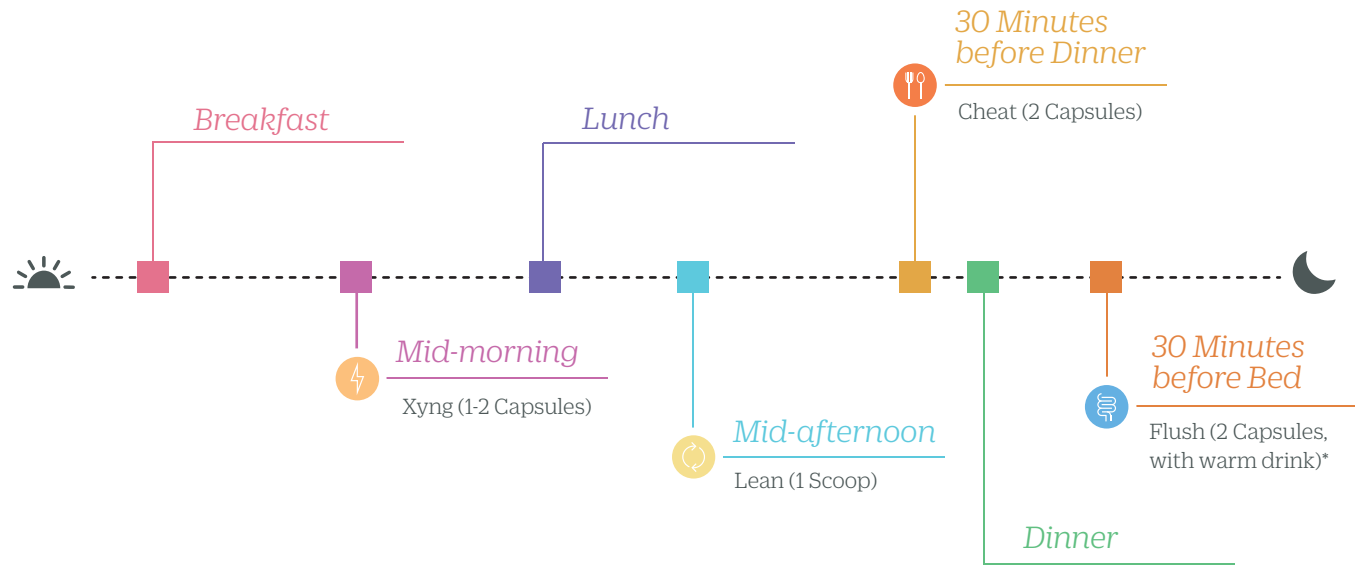 Breakfast
Mid-morning
Xyng (1-2 Capsules)
Lunch
Mid-afternoon
Lean (1 Scoop)
30 Minutes
before Dinner
Cheat (2 Capsules)
Dinner
30 Minutes
before Bed
Flush (2 Capsules,
with warm drink)*